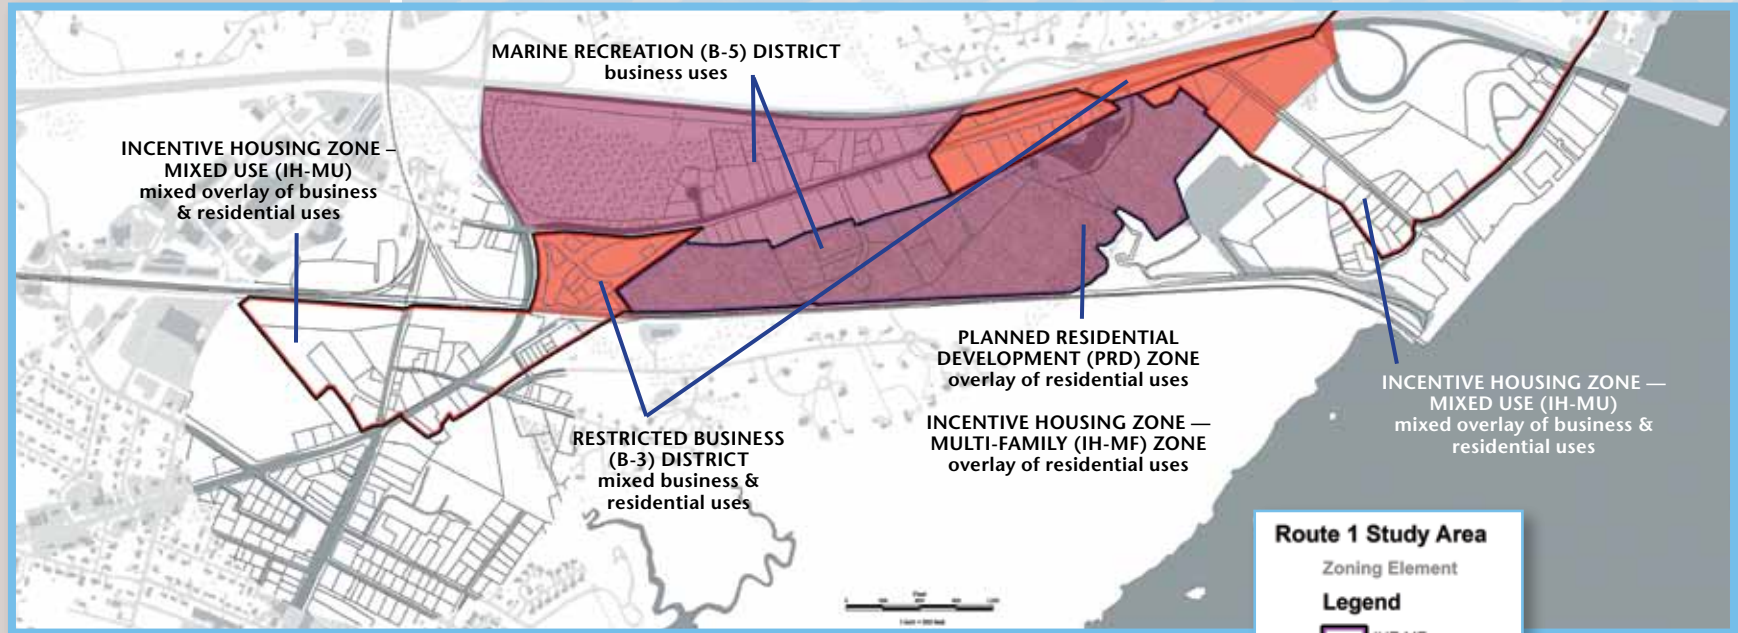 MARINE RECREATION (B-5) DISTRICT
business uses
INCENTIVE HOUSING ZONE –
MIXED USE (IH-MU)
mixed overlay of business
& residential uses
RESTRICTED BUSINESS
(B-3) DISTRICT
mixed business &
residential uses
PLANNED RESIDENTIAL
DEVELOPMENT (PRD) ZONE
overlay of residential uses
INCENTIVE HOUSING ZONE —
MULTI-FAMILY (IH-MF) ZONE
overlay of residential uses
INCENTIVE HOUSING ZONE —
MIXED USE (IH-MU)
mixed overlay of business &
residential uses
Route 1 Study Area
Zoning Element
Legend